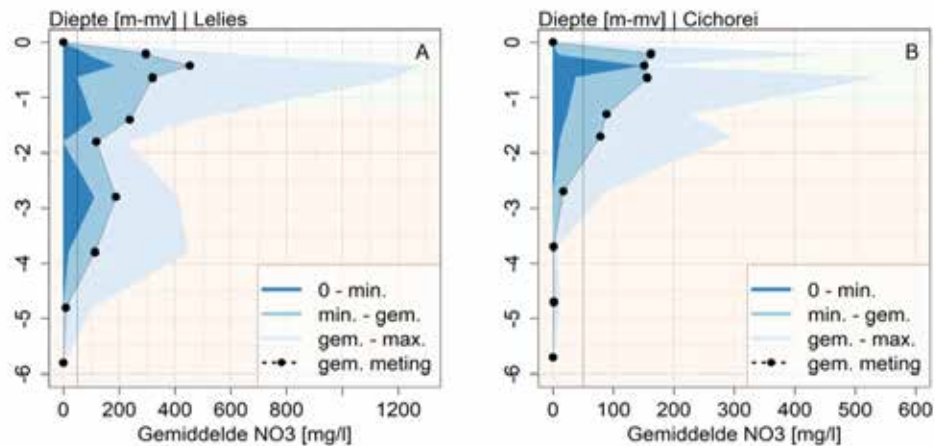 Diepte [m-mv] | Lelies
A
0
-1
-2
-3
-4
-5
-6
0 - min.
min. - gem.
gem. - max.
gem. meting
0 200 400 600 800 1000 1200
Gemiddelde NO3 [mg/l]
Diepte [m-mv] | Cichorei
B
0
-1
-2
-3
-4
-5
-6
0 - min.
min. - gem.
gem. - max.
gem. meting
0 100 200 300 400 500 600
Gemiddelde NO3 [mg/l]